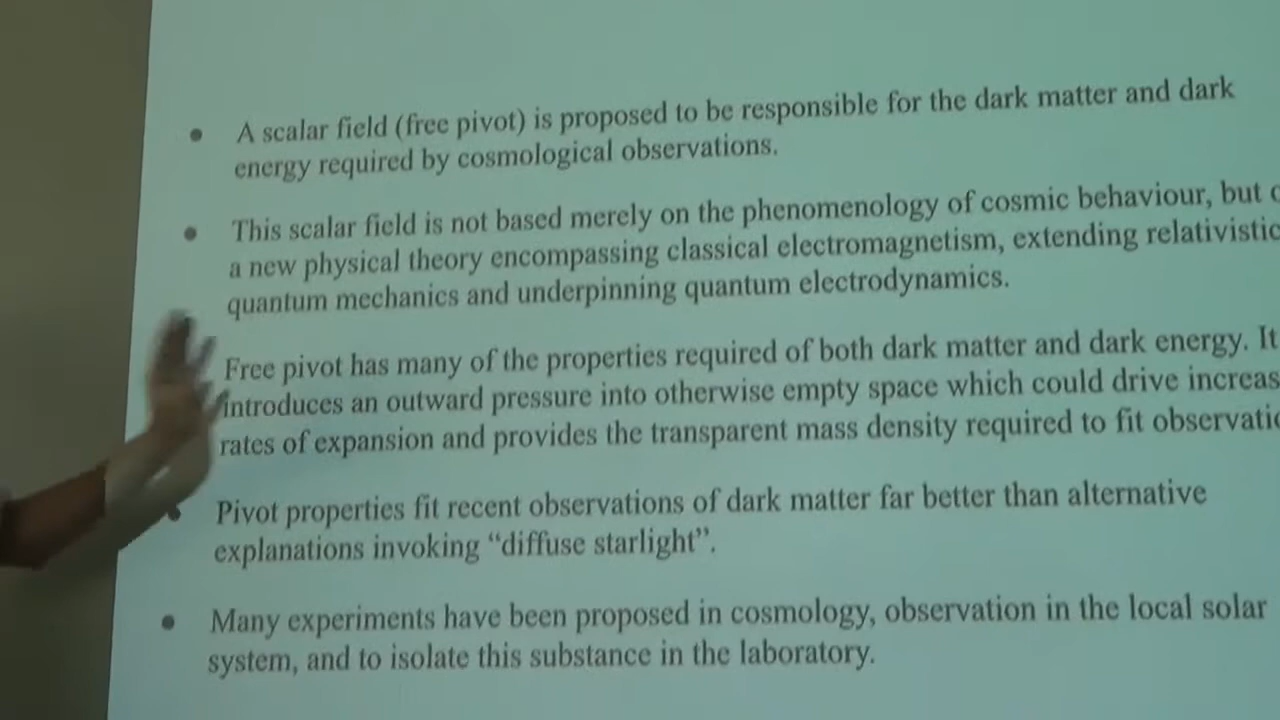 • A scalar field (free pivot) is proposed to be responsible for the dark matter and dark
energy required by cosmological observations.
• This scalar field is not based merely on the phenomenology of cosmic behaviour, but
a new physical theory encompassing classical electromagnetism, extending relativistic
quantum mechanics and underpinning quantum electrodynamics.
Free pivot has many of the properties required of both dark matter and dark energy. It
introduces an outward pressure into otherwise empty space which could drive
rates of expansion and provides the transparent mass density required to fit
Pivot properties fit recent observations of dark matter far better than alternative
explanations invoking “diffuse starlight”.
• Many experiments have been proposed in cosmology, observation in the local solar
system, and to isolate this substance in the laboratory.